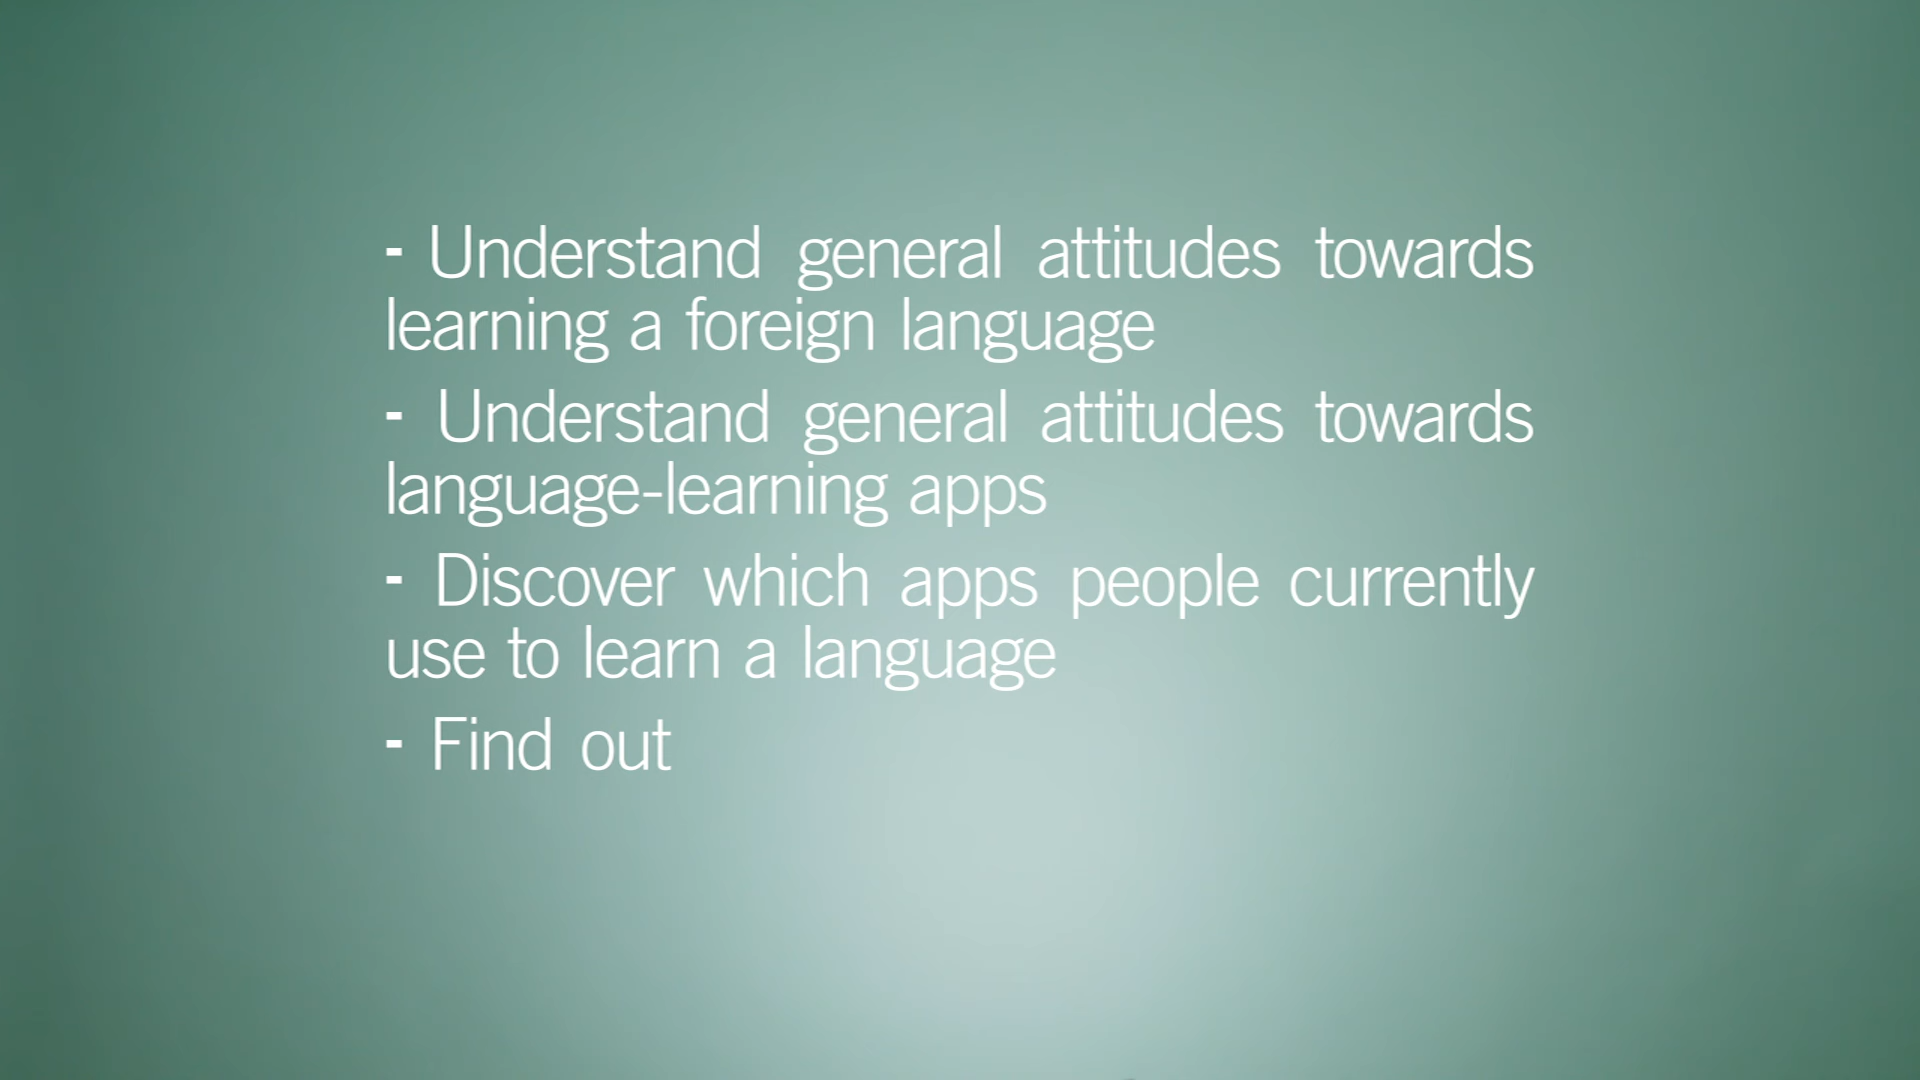 - Understand general attitudes towards
learning a foreign language
- Understand general attitudes towards
language-learning apps
- Discover which apps people currently
use to learn a language
- Find out